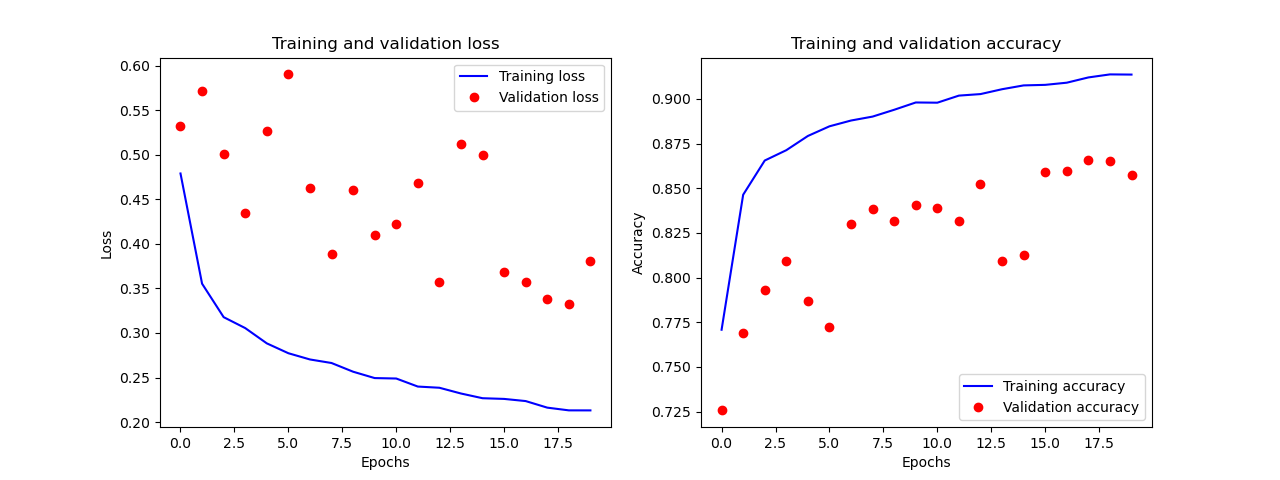 Training and validation loss
0.60
0.55
0.50
0.45
0.40
0.35
0.30
0.25
0.20
Loss
Training loss
Validation loss
0.0 2.5 5.0 7.5 10.0 12.5 15.0 17.5
Epochs
Training and validation accuracy
0.900
0.875
0.850
0.825
0.800
0.775
0.750
0.725
Accuracy
Training accuracy
Validation accuracy
0.0 2.5 5.0 7.5 10.0 12.5 15.0 17.5
Epochs